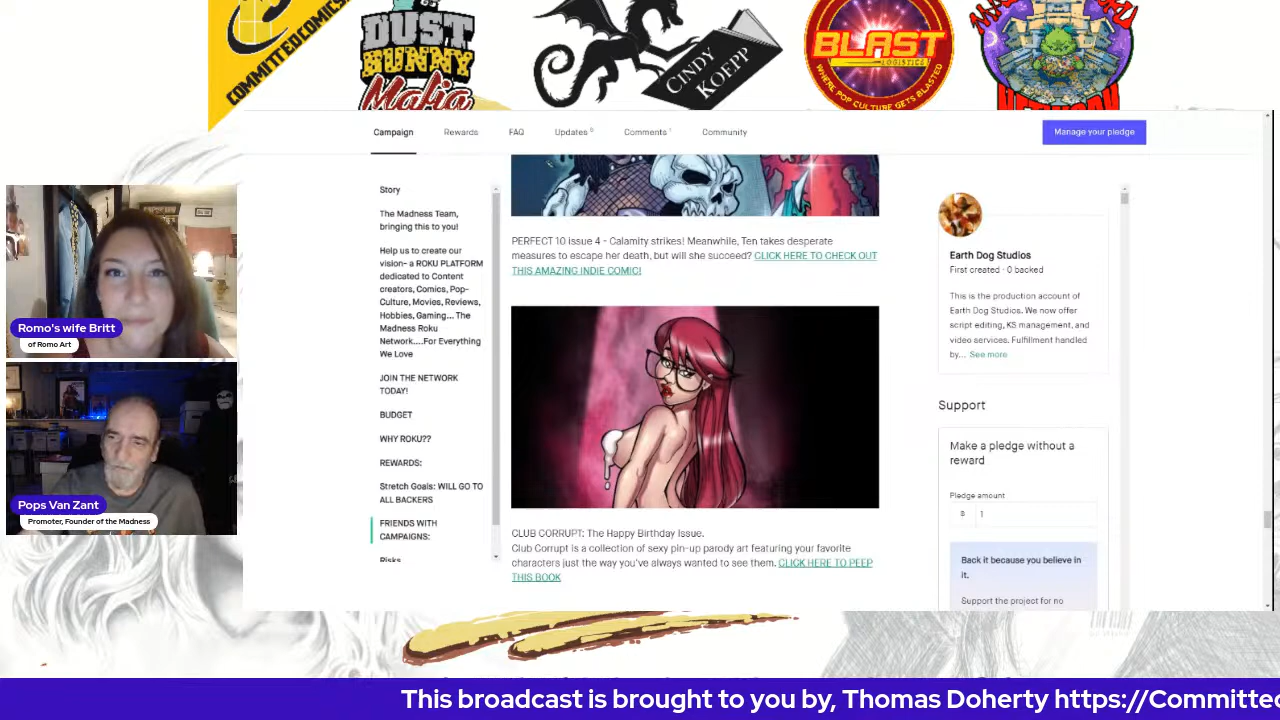 COMMITTEDCOMICS
DUST
BUNNY
Mafia
CINDY
KOEPP
BLAST
LOGISTICS
WHERE POP CULTURE GETS BLASTED
Campaign
Rewards
FAQ
Updates 6
Comments 1
Community
Manage your pledge
Story
The Madness Team,
bringing this to you!
Help us to create our
vision- a ROKU PLATFORM
dedicated to Content
creators, Comics, Pop-
Culture, Movies, Reviews,
Hobbies, Gaming... The
Madness Roku
Network....For Everything
We Love
JOIN THE NETWORK
TODAY!
BUDGET
WHY ROKU??
REWARDS:
Stretch Goals: WILL GO TO
ALL BACKERS
FRIENDS WITH
CAMPAIGNS:
Risks
PERFECT 10 issue 4 - Calamity strikes! Meanwhile, Ten takes desperate
measures to escape her death, but will she succeed? CLICK HERE TO CHECK OUT
THIS AMAZING INDIE COMIC!
CLUB CORRUPT: The Happy Birthday Issue.
Club Corrupt is a collection of sexy pin-up parody art featuring your favorite
characters just the way you've always wanted to see them. CLICK HERE TO PEEP
THIS BOOK
Earth Dog Studios
First created · 0 backed
This is the production account of
Earth Dog Studios. We now offer
script editing, KS management, and
video services. Fulfillment handled
by... See more
Support
Make a pledge without a
reward
Pledge amount
1
Back it because you believe in
it.
Support the project for no
Romo's wife Britt
of Romo Art
Pops Van Zant
Promoter, Founder of the Madness
This broadcast is brought to you by, Thomas Doherty https://Committed